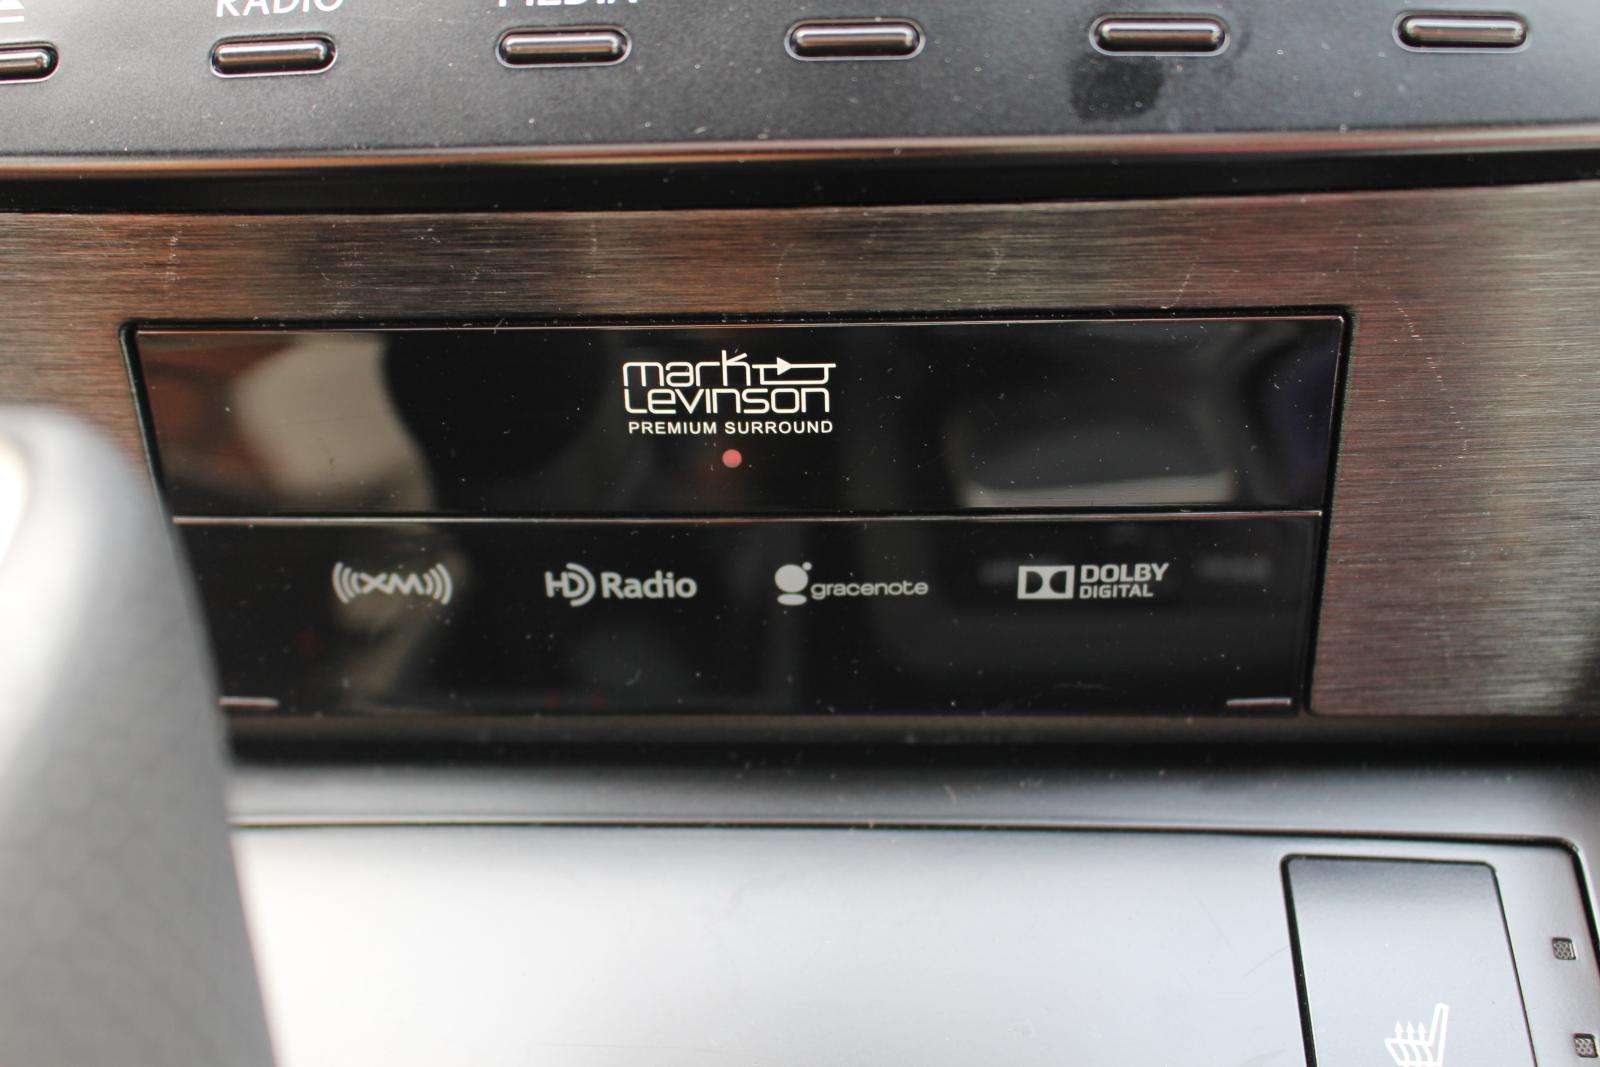 RADIO
MEDIA
mark
Levinson
PREMIUM SURROUND
((XM))
HD Radio
gracenote
DOLBY
DIGITAL